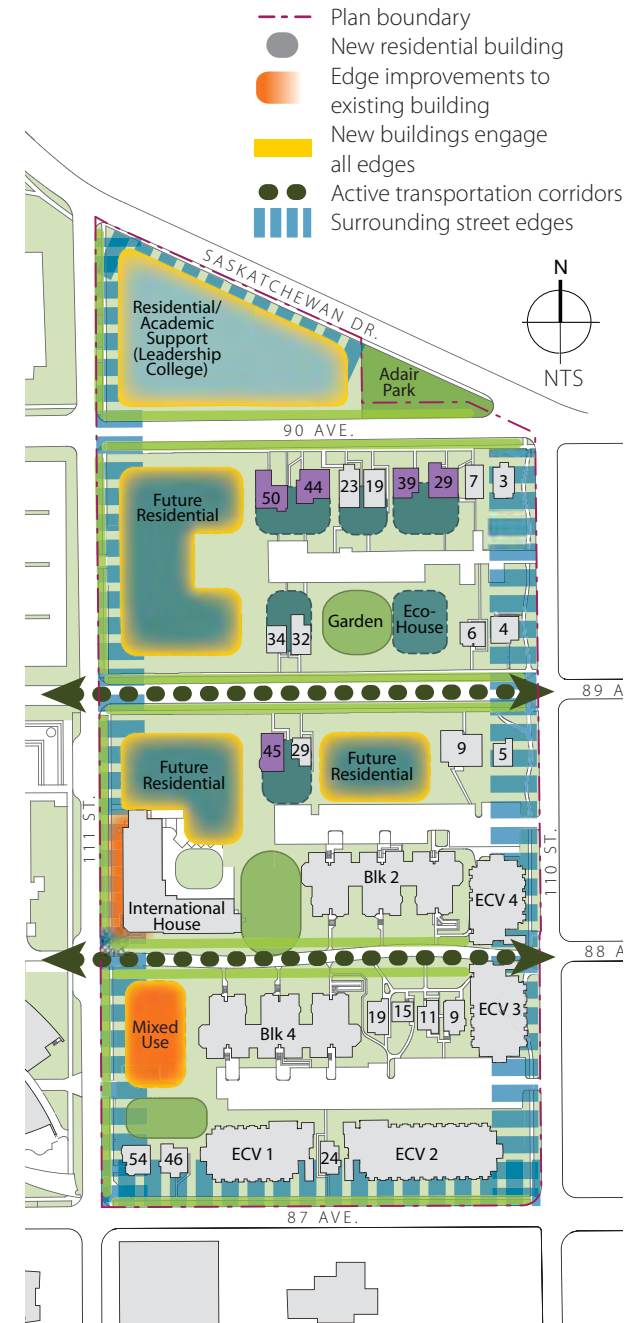 Plan boundary
New residential building
Edge improvements to
existing building
New buildings engage
all edges
Active transportation corridors
Surrounding street edges
SASKATCHEWAN DR.
N
NTS
Residential/
Academic
Support
(Leadership
College)
Adair
Park
90 AVE.
50
44
23
19
39
29
7
3
Future
Residential
34
32
Garden
Eco-
House
6
4
89 A
45
29
9
5
Future
Residential
Future
Residential
111 ST.
110 ST.
Blk 2
ECV 4
International
House
88 A
Mixed
Use
Blk 4
19
15
11
9
ECV 3
54
46
ECV 1
24
ECV 2
87 AVE.